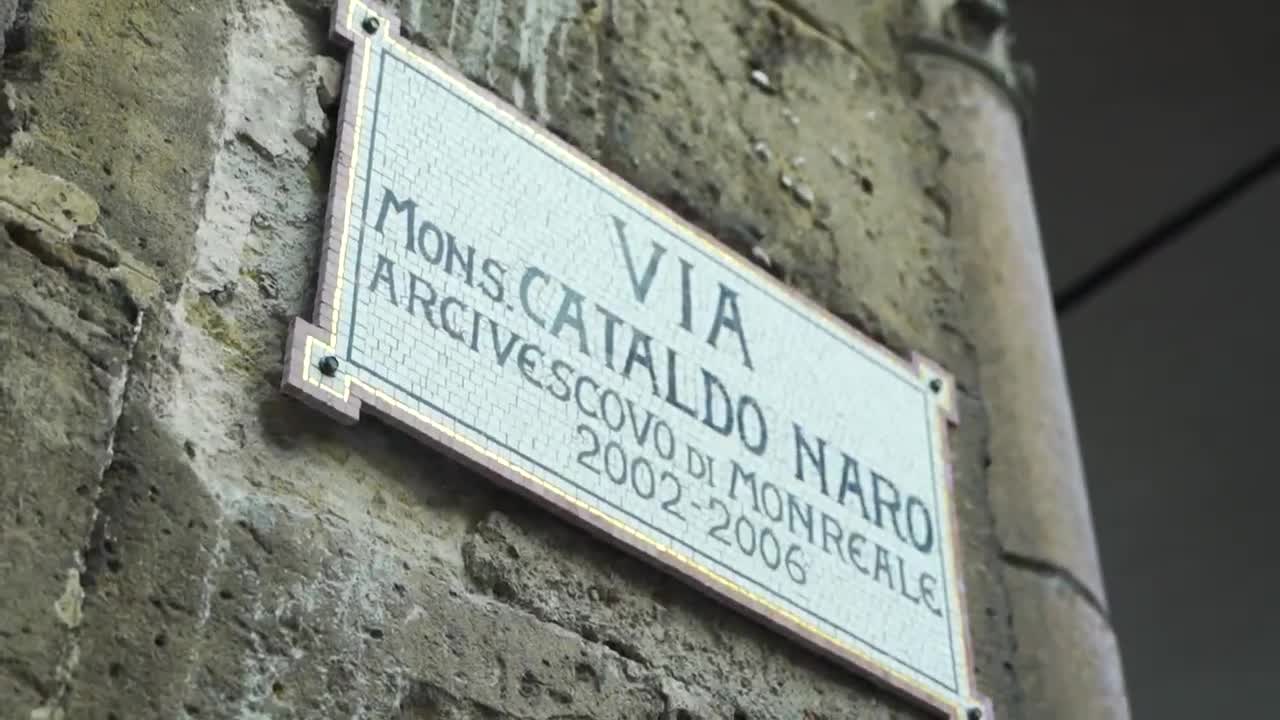 VIA
MONS. CATALDO NARO
ARCIVESCOVO DI MONREALE
2002-2006